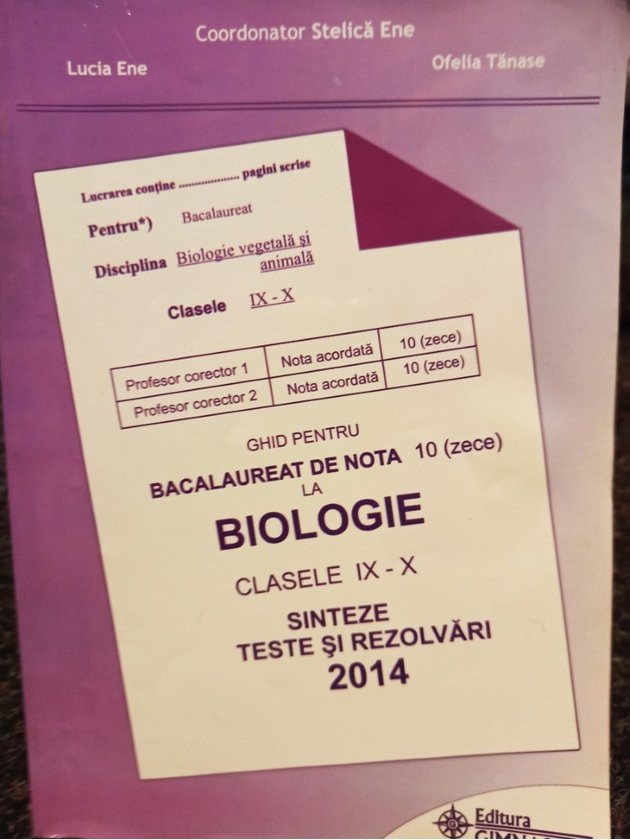 Coordonator Stelică Ene
Lucia Ene
Ofelia Tănase
Lucrarea conține .................... pagini scrise
Pentru*) Bacalaureat
Disciplina Biologie vegetală și
animală
Clasele IX - X
Profesor corector 1 Nota acordată 10 (zece)
Profesor corector 2 Nota acordată 10 (zece)
GHID PENTRU
BACALAUREAT DE NOTA 10 (zece)
LA
BIOLOGIE
CLASELE IX - X
SINTEZE
TESTE ŞI REZOLVĂRI
2014
Editura